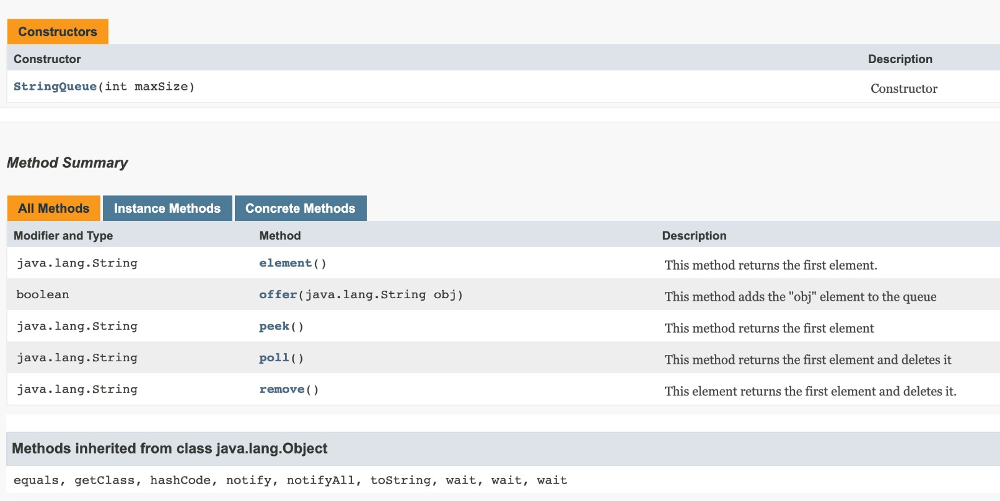 Constructors
Constructor Description
StringQueue(int maxSize) Constructor
Method Summary
All Methods Instance Methods Concrete Methods
Modifier and Type Method Description
java.lang.String element() This method returns the first element.
boolean offer(java.lang.String obj) This method adds the "obj" element to the queue
java.lang.String peek() This method returns the first element
java.lang.String poll() This method returns the first element and deletes it
java.lang.String remove() This element returns the first element and deletes it.
Methods inherited from class java.lang.Object
equals, getClass, hashCode, notify, notifyAll, toString, wait, wait, wait